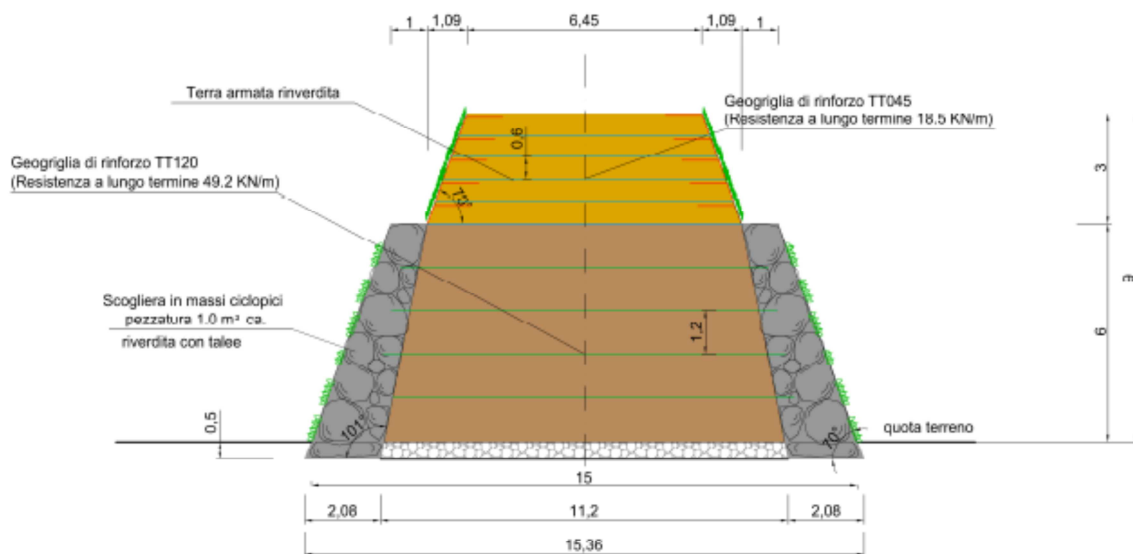 1 1,09 6,45 1,09 1
Terra armata rinverdita
Geogriglia di rinforzo TT045
(Resistenza a lungo termine 18.5 KN/m)
0,6
Geogriglia di rinforzo TT120
(Resistenza a lungo termine 49.2 KN/m)
3
Scogliera in massi ciclopici
pezzatura 1.0 m³ ca.
riverdita con talee
1,2
6
0,5
101°
70°
quota terreno
15
2,08 11,2 2,08
15,36